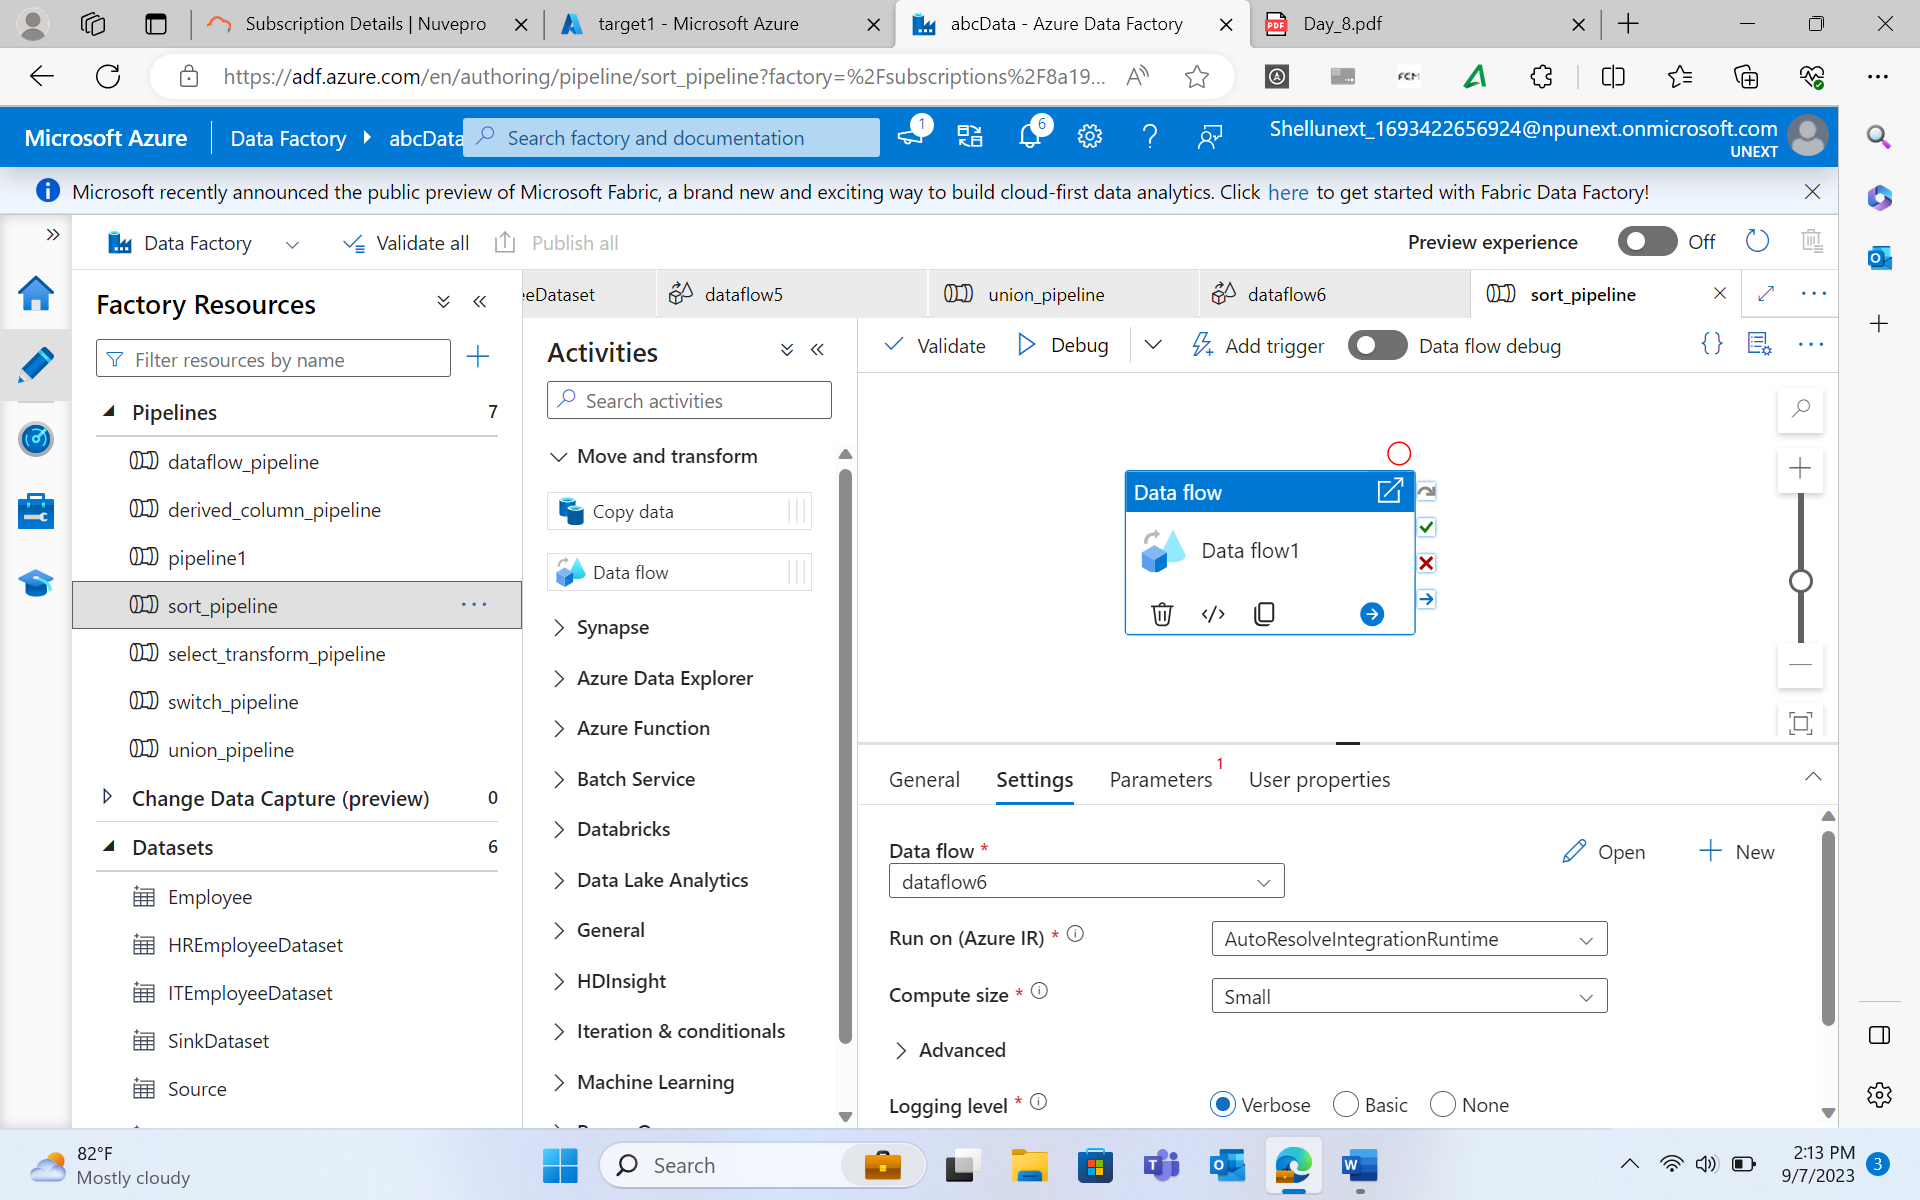 Subscription Details | Nuvepro
target1 - Microsoft Azure
abcData - Azure Data Factory
Day_8.pdf
https://adf.azure.com/en/authoring/pipeline/sort_pipeline?factory=%2Fsubscriptions%2F8a19...
Microsoft Azure
Data Factory
abcData
Search factory and documentation
1
6
Shellunext_1693422656924@npunext.onmicrosoft.com
UNEXT
Microsoft recently announced the public preview of Microsoft Fabric, a brand new and exciting way to build cloud-first data analytics. Click here to get started with Fabric Data Factory!
Data Factory
Validate all
Publish all
Preview experience
Off
Factory Resources
Filter resources by name
Pipelines
7
dataflow_pipeline
derived_column_pipeline
pipeline1
sort_pipeline
select_transform_pipeline
switch_pipeline
union_pipeline
Change Data Capture (preview)
0
Datasets
6
Employee
HREmployeeDataset
ITEmployeeDataset
SinkDataset
Source
eDataset
dataflow5
union_pipeline
dataflow6
sort_pipeline
Activities
Search activities
Move and transform
Copy data
Data flow
Synapse
Azure Data Explorer
Azure Function
Batch Service
Databricks
Data Lake Analytics
General
HDInsight
Iteration & conditionals
Machine Learning
Validate
Debug
Add trigger
Data flow debug
Data flow
Data flow1
General
Settings
Parameters
1
User properties
Data flow *
dataflow6
Open
New
Run on (Azure IR) *
AutoResolveIntegrationRuntime
Compute size *
Small
Advanced
Logging level *
Verbose
Basic
None
82°F
Mostly cloudy
Search
2:13 PM
9/7/2023
3